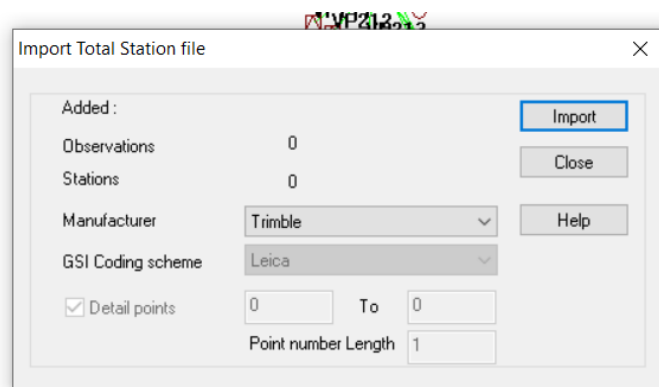 VP213
Import Total Station file
Added :
Import
Observations 0
Close
Stations 0
Manufacturer Trimble
Help
GSI Coding scheme Leica
Detail points 0 To 0
Point number Length 1